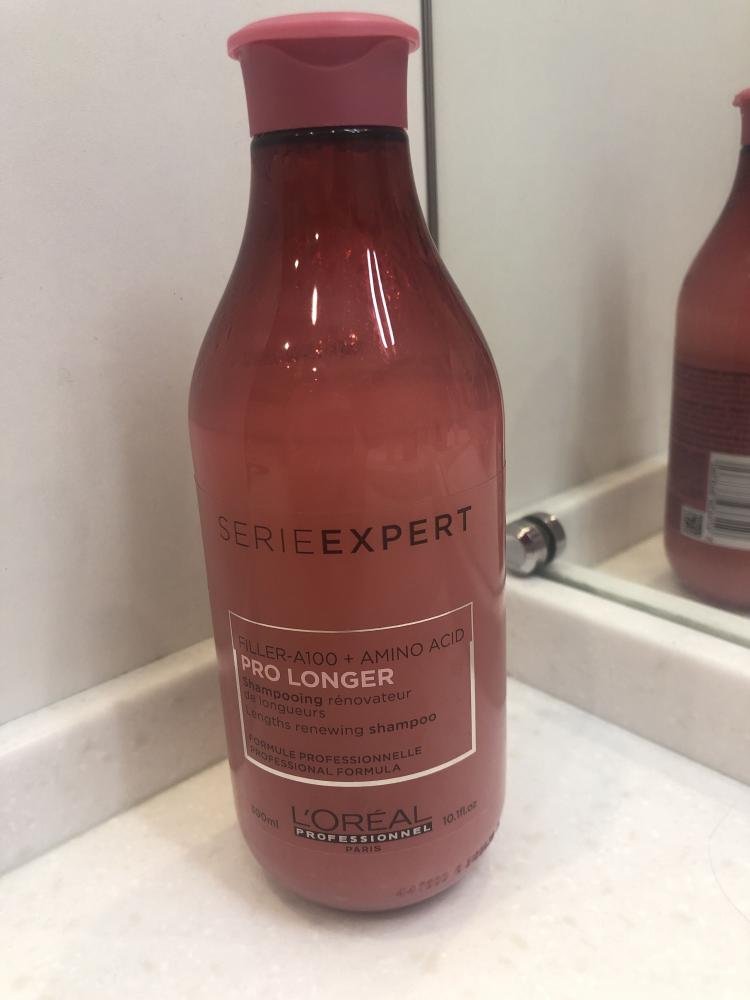 SERIEEXPERT
FILLER-A100 + AMINO ACID
PRO LONGER
Shampooing rénovateur
de longueurs
Lengths renewing shampoo
FORMULE PROFESSIONNELLE
PROFESSIONAL FORMULA
300ml
L'ORÉAL
10.1fl.oz
PROFESSIONNEL
PARIS